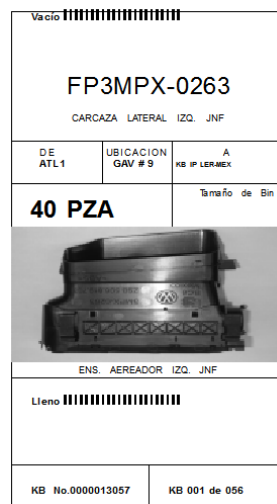 Vacío
FP3MPX-0263
CARCAZA LATERAL IZQ. JNF
DE
ATL1
UBICACION
GAV # 9
A
KB IP LER-MEX
40 PZA
Tamaño de Bin
ENS. AEREADOR IZQ. JNF
Lleno
KB No.0000013057
KB 001 de 056